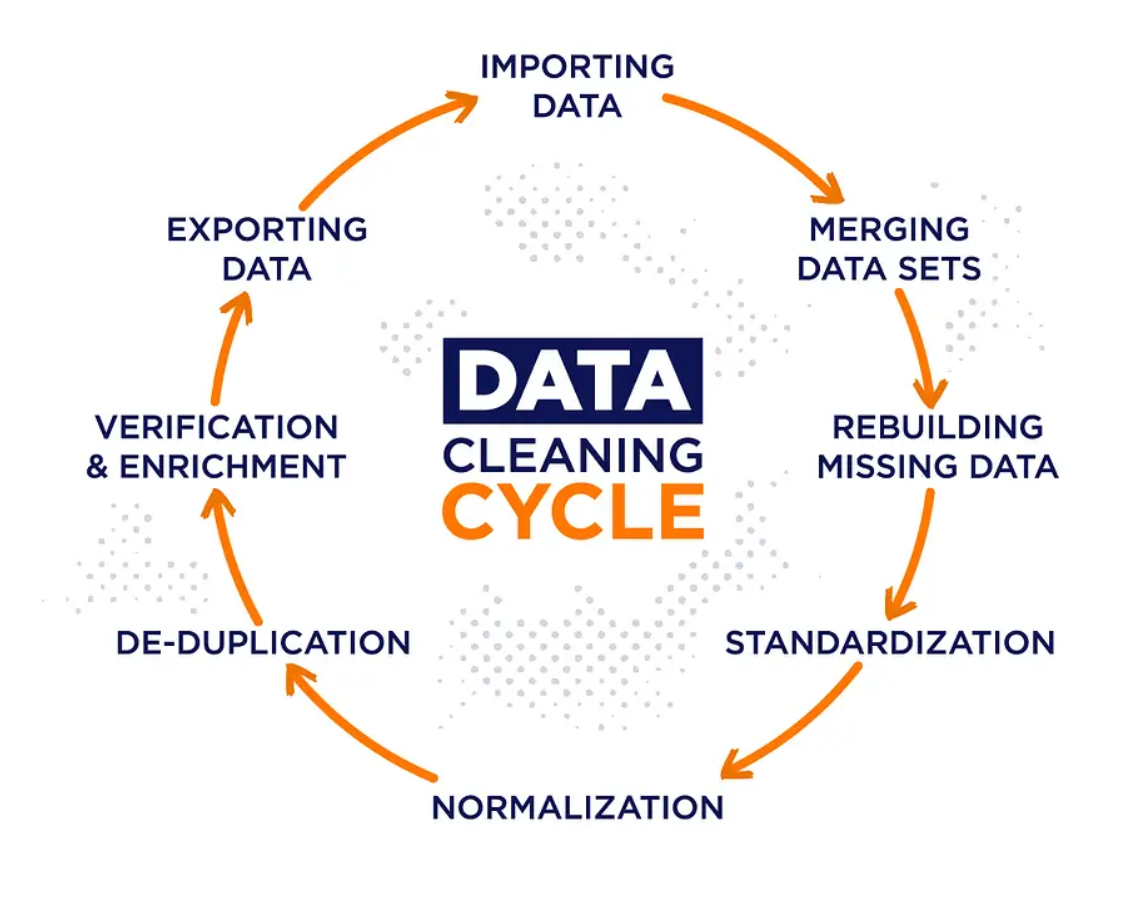 IMPORTING
DATA
MERGING
DATA SETS
REBUILDING
MISSING DATA
STANDARDIZATION
NORMALIZATION
DE-DUPLICATION
VERIFICATION
& ENRICHMENT
EXPORTING
DATA
DATA
CLEANING
CYCLE